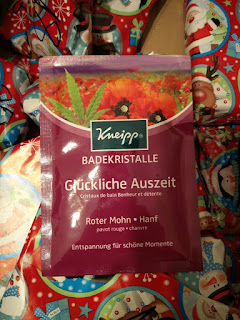 Kneipp®
BADEKRISTALLE
Glückliche Auszeit
Cristaux de bain Bonheur et détente
Roter Mohn • Hanf
pavot rouge • chanvre
Entspannung für schöne Momente